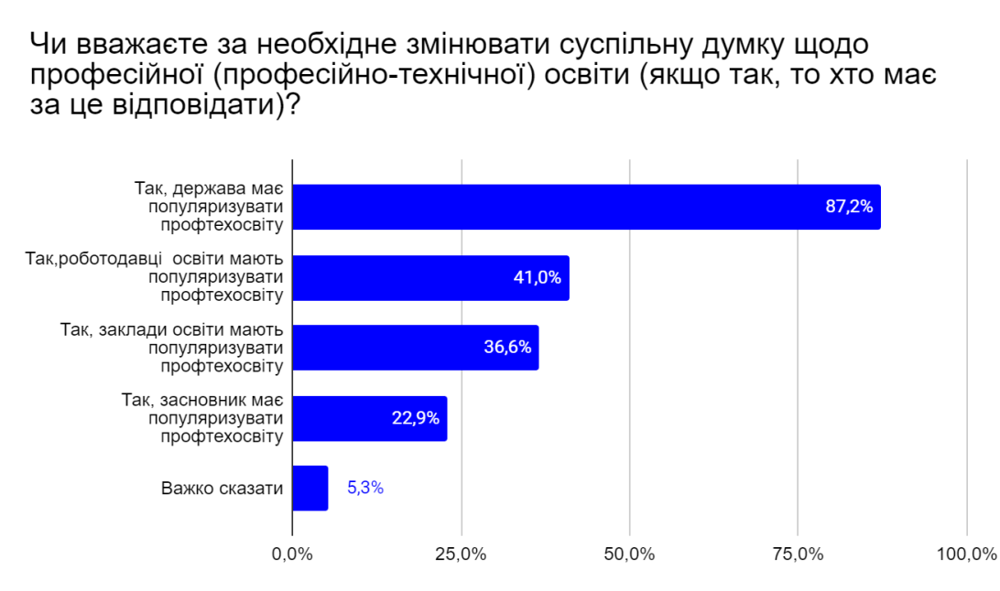 Чи вважаєте за необхідне змінювати суспільну думку щодо
професійної (професійно-технічної) освіти (якщо так, то хто має
за це відповідати)?
Так, держава має
популяризувати
профтехосвіту
87,2%
Так,роботодавці  освіти мають
популяризувати
профтехосвіту
41,0%
Так, заклади освіти мають
популяризувати
профтехосвіту
36,6%
Так, засновник має
популяризувати
профтехосвіту
22,9%
Важко сказати
5,3%
0,0%
25,0%
50,0%
75,0%
100,0%